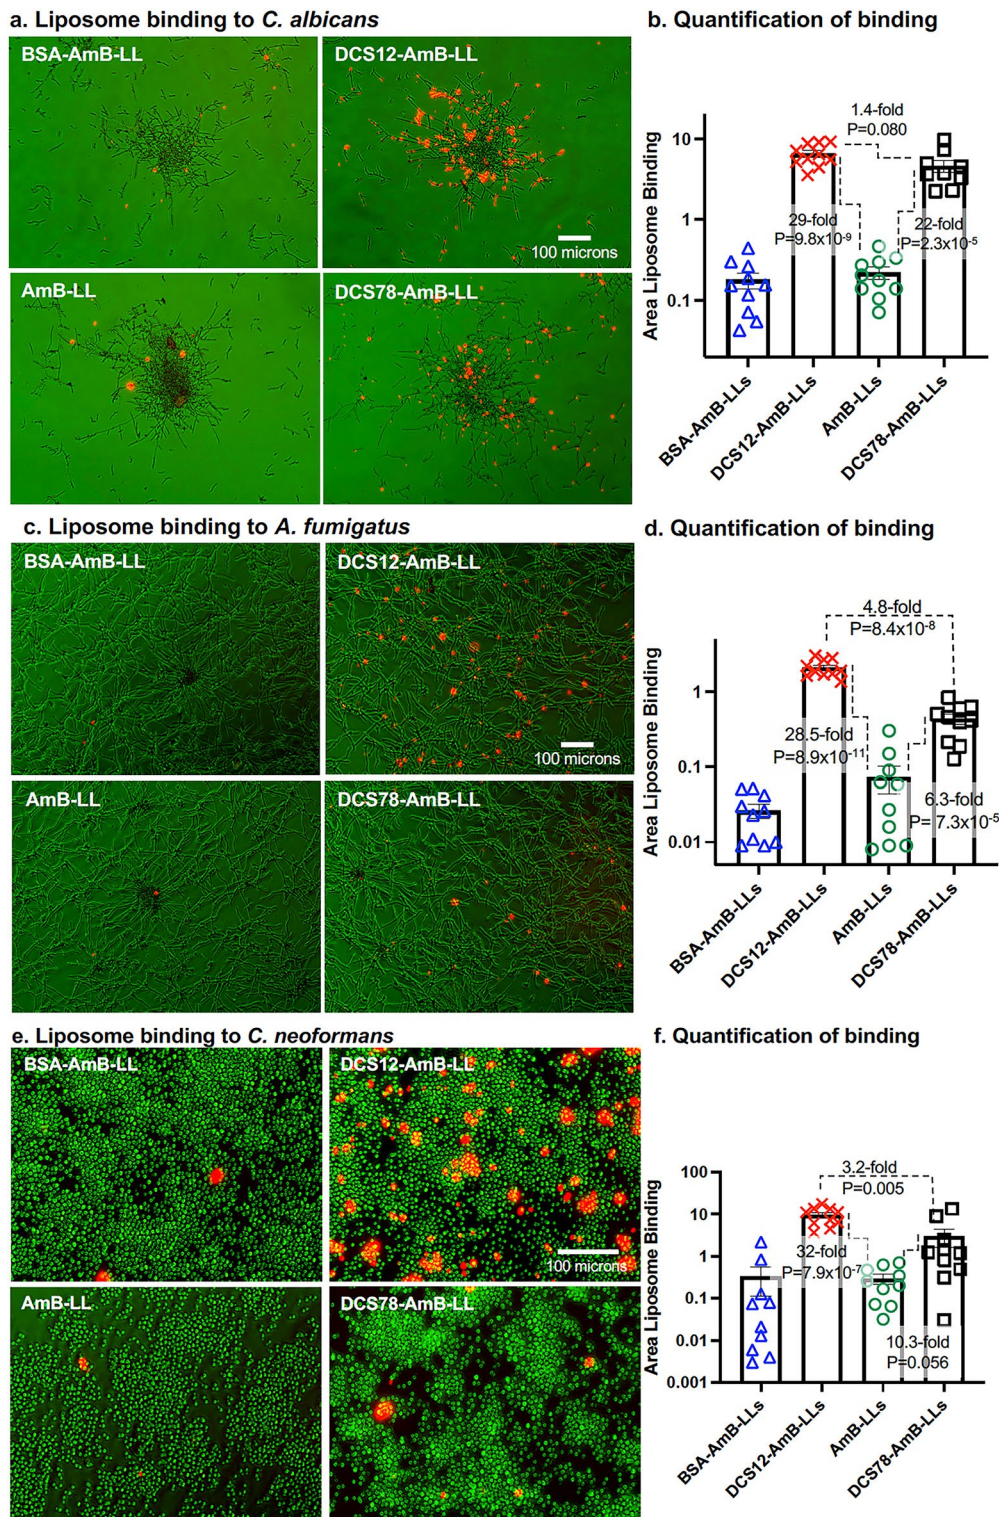 a. Liposome binding to C. albicans
BSA-AmB-LL
DCS12-AmB-LL
100 microns
AmB-LL
DCS78-AmB-LL
b. Quantification of binding
Area Liposome Binding
10
1
0.1
1.4-fold
P=0.080
29-fold
P=9.8x10-9
22-fold
P=2.3x10-5
BSA-AmB-LLs
DCS12-AmB-LLs
AmB-LLs
DCS78-AmB-LLs
c. Liposome binding to A. fumigatus
BSA-AmB-LL
DCS12-AmB-LL
100 microns
AmB-LL
DCS78-AmB-LL
d. Quantification of binding
Area Liposome Binding
1
0.1
0.01
4.8-fold
P=8.4x10-8
28.5-fold
P=8.9x10-11
6.3-fold
P= 7.3x10-5
BSA-AmB-LLs
DCS12-AmB-LLs
AmB-LLs
DCS78-AmB-LLs
e. Liposome binding to C. neoformans
BSA-AmB-LL
DCS12-AmB-LL
100 microns
AmB-LL
DCS78-AmB-LL
f. Quantification of binding
Area Liposome Binding
100
10
1
0.1
0.01
0.001
3.2-fold
P=0.005
32-fold
P=7.9x10-7
10.3-fold
P=0.056
BSA-AmB-LLs
DCS12-AmB-LLs
AmB-LLs
DCS78-AmB-LLs